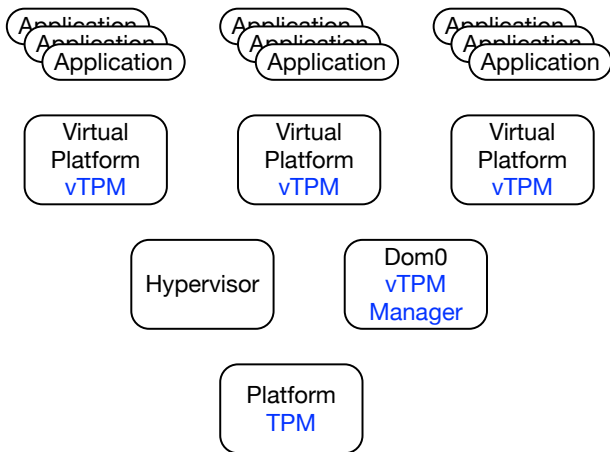 Application
Application
Application
Application
Application
Application
Application
Application
Application
Virtual
Platform
vTPM
Virtual
Platform
vTPM
Virtual
Platform
vTPM
Hypervisor
Dom0
vTPM
Manager
Platform
TPM